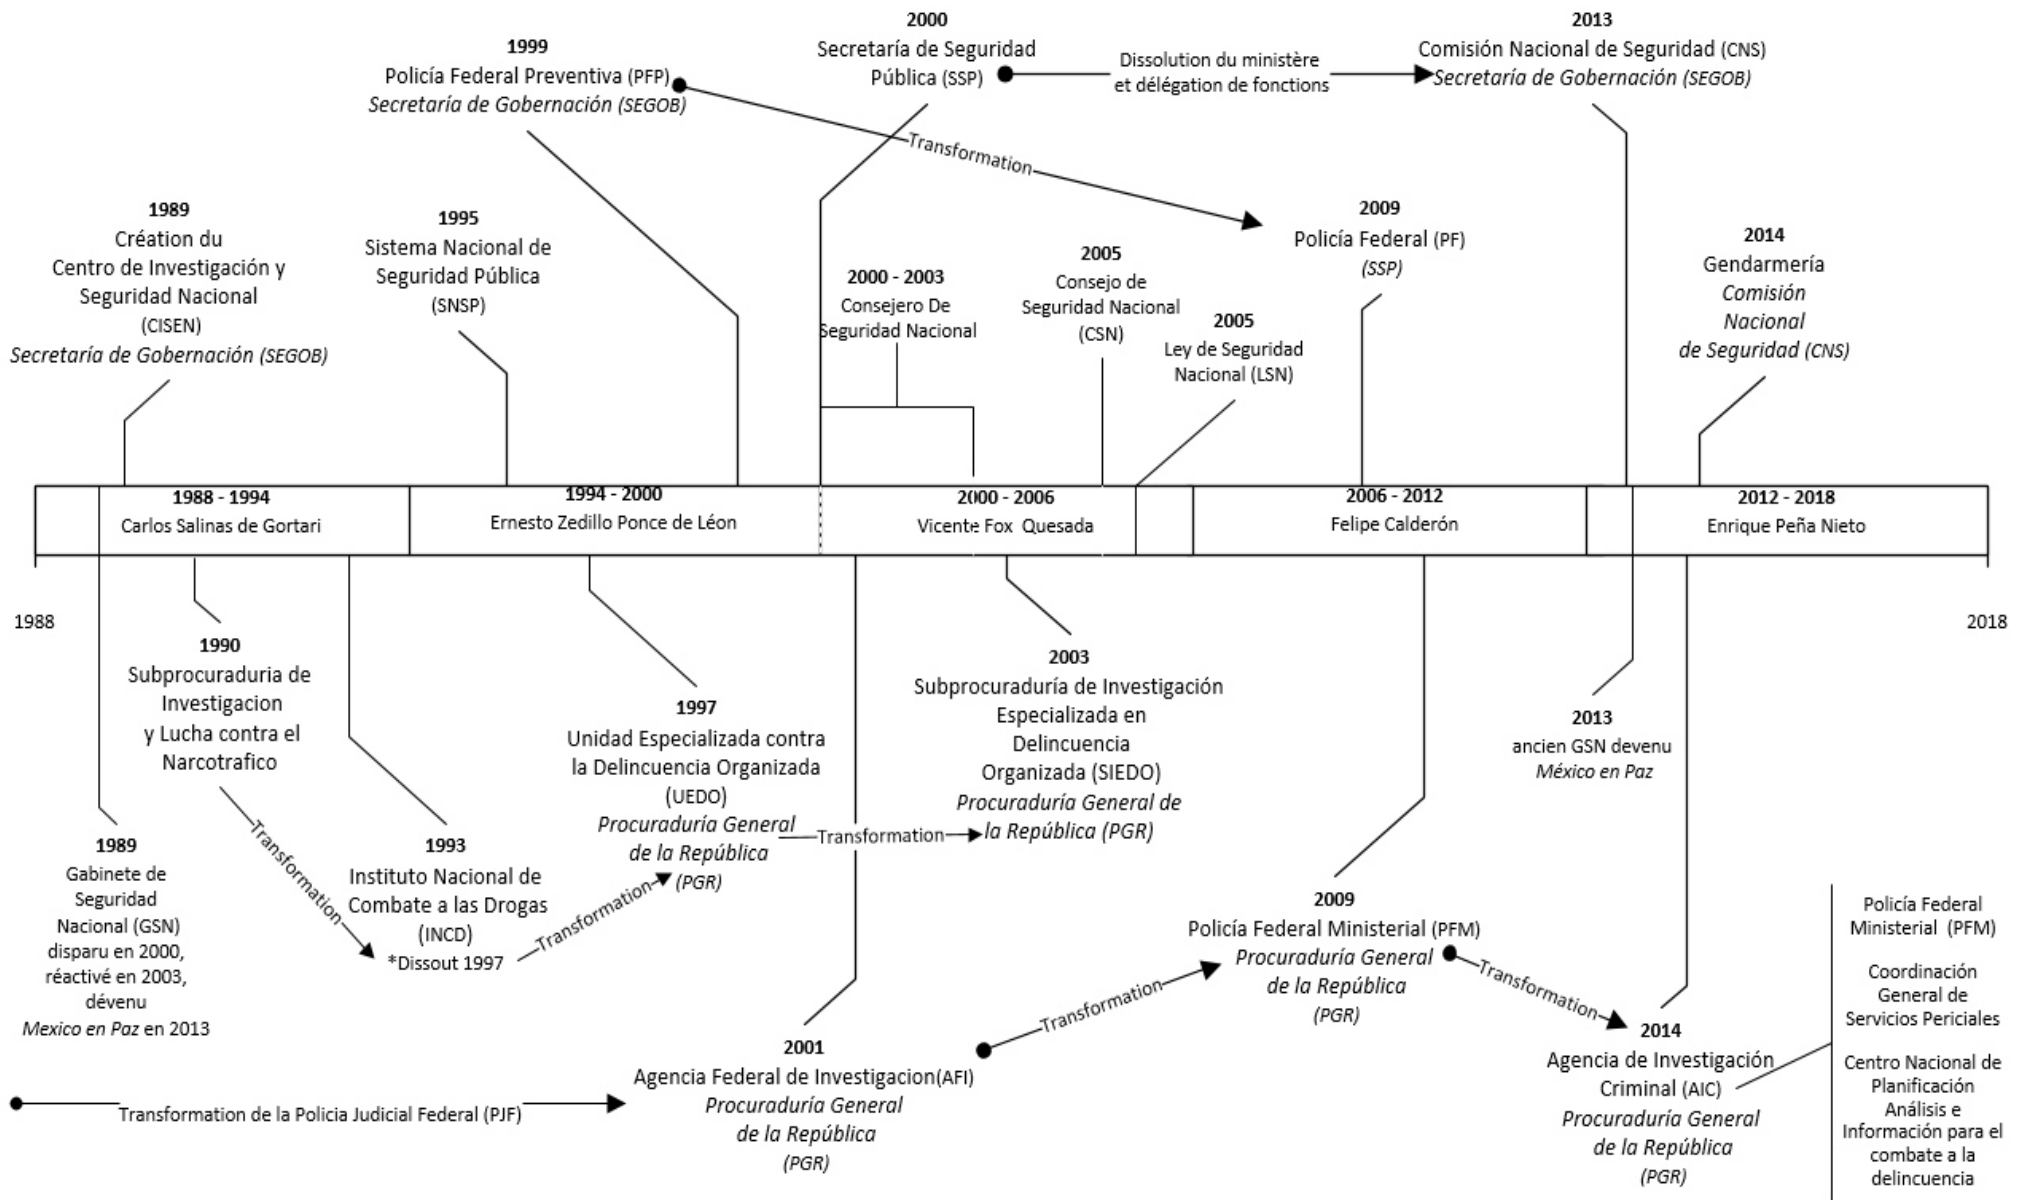 1999
Policía Federal Preventiva (PFP)
Secretaría de Gobernación (SEGOB)
2000
Secretaría de Seguridad
Pública (SSP)
Dissolution du ministère
et délégation de fonctions
2013
Comisión Nacional de Seguridad (CNS)
Secretaría de Gobernación (SEGOB)
Transformation
1989
Création du
Centro de Investigación y
Seguridad Nacional
(CISEN)
Secretaría de Gobernación (SEGOB)
1995
Sistema Nacional de
Seguridad Pública
(SNSP)
2000 - 2003
Consejero De
Seguridad Nacional
2005
Consejo de
Seguridad Nacional
(CSN)
2005
Ley de Seguridad
Nacional (LSN)
2009
Policía Federal (PF)
(SSP)
2014
Gendarmería
Comisión
Nacional
de Seguridad (CNS)
1988 - 1994
Carlos Salinas de Gortari
1994 - 2000
Ernesto Zedillo Ponce de Léon
2000 - 2006
Vicente Fox Quesada
2006 - 2012
Felipe Calderón
2012 - 2018
Enrique Peña Nieto
1988
2018
1990
Subprocuraduria de
Investigacion
y Lucha contra el
Narcotrafico
Transformation
1989
Gabinete de
Seguridad
Nacional (GSN)
disparu en 2000,
réactivé en 2003,
dévenu
Mexico en Paz en 2013
1993
Instituto Nacional de
Combate a las Drogas
(INCD)
*Dissout 1997
Transformation
1997
Unidad Especializada contra
la Delincuencia Organizada
(UEDO)
Procuraduría General
de la República
(PGR)
Transformation
2003
Subprocuraduría de Investigación
Especializada en
Delincuencia
Organizada (SIEDO)
Procuraduría General de
la República (PGR)
2013
ancien GSN devenu
México en Paz
Transformation de la Policia Judicial Federal (PJF)
2001
Agencia Federal de Investigacion(AFI)
Procuraduría General
de la República
(PGR)
Transformation
2009
Policía Federal Ministerial (PFM)
Procuraduría General
de la República
(PGR)
Transformation
2014
Agencia de Investigación
Criminal (AIC)
Procuraduría General
de la República
(PGR)
Policía Federal
Ministerial (PFM)
Coordinación
General de
Servicios Periciales
Centro Nacional de
Planificación
Análisis e
Información para el
combate a la
delincuencia